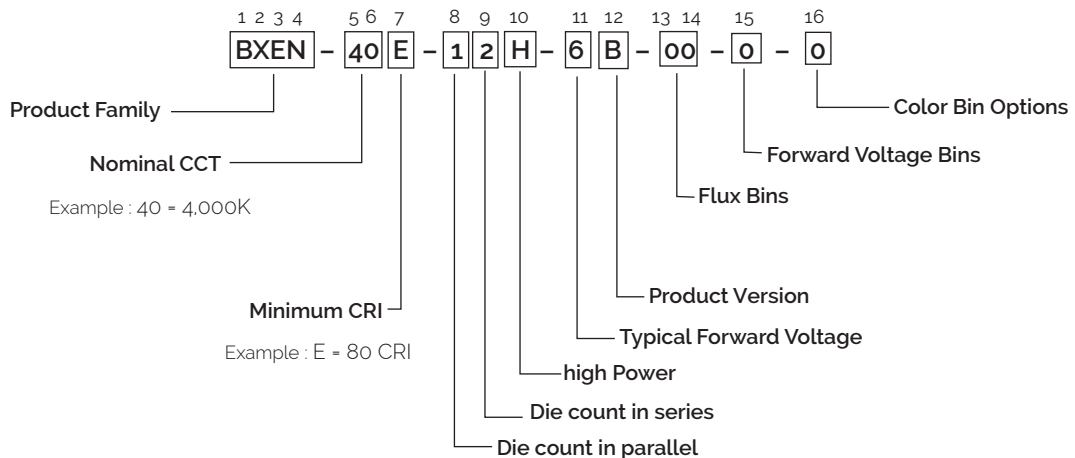 1 2 3 4 5 6 7 8 9 10 11 12 13 14 15 16
BXEN - 40 E - 1 2 H - 6 B - 00 - 0 - 0
Product Family
Color Bin Options
Nominal CCT
Forward Voltage Bins
Example : 40 = 4,000K
Flux Bins
Minimum CRI
Product Version
Example : E = 80 CRI
Typical Forward Voltage
high Power
Die count in series
Die count in parallel